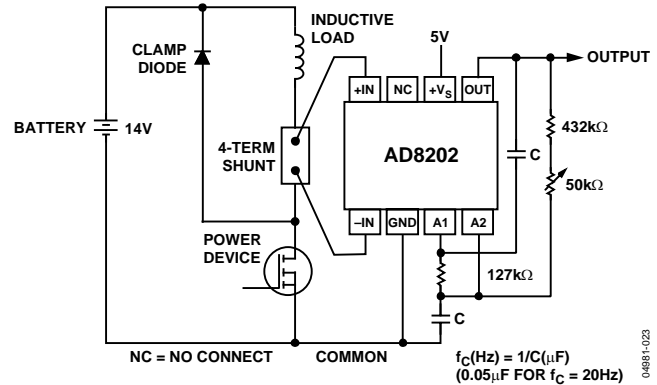 INDUCTIVE
LOAD
CLAMP
DIODE
5V
OUTPUT
+IN
NC
+VS
OUT
BATTERY
14V
4-TERM
SHUNT
AD8202
C
432kΩ
50kΩ
–IN
GND
A1
A2
POWER
DEVICE
127kΩ
C
NC = NO CONNECT
COMMON
fC(Hz) = 1/C(μF)
(0.05μF FOR fC = 20Hz)
04981-023